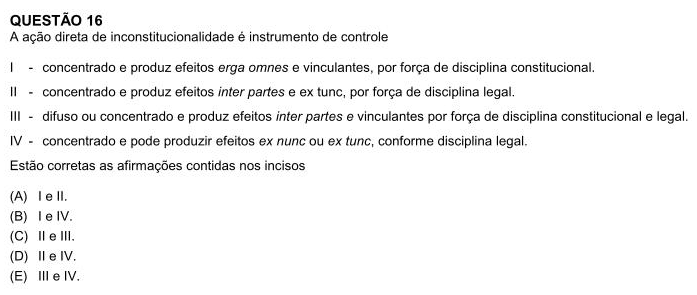 QUESTÃO 16
A ação direta de inconstitucionalidade é instrumento de controle
I - concentrado e produz efeitos erga omnes e vinculantes, por força de disciplina constitucional.
II - concentrado e produz efeitos inter partes e ex tunc, por força de disciplina legal.
III - difuso ou concentrado e produz efeitos inter partes e vinculantes por força de disciplina constitucional e legal.
IV - concentrado e pode produzir efeitos ex nunc ou ex tunc, conforme disciplina legal.
Estão corretas as afirmações contidas nos incisos
(A) I e II.
(B) I e IV.
(C) II e III.
(D) II e IV.
(E) III e IV.